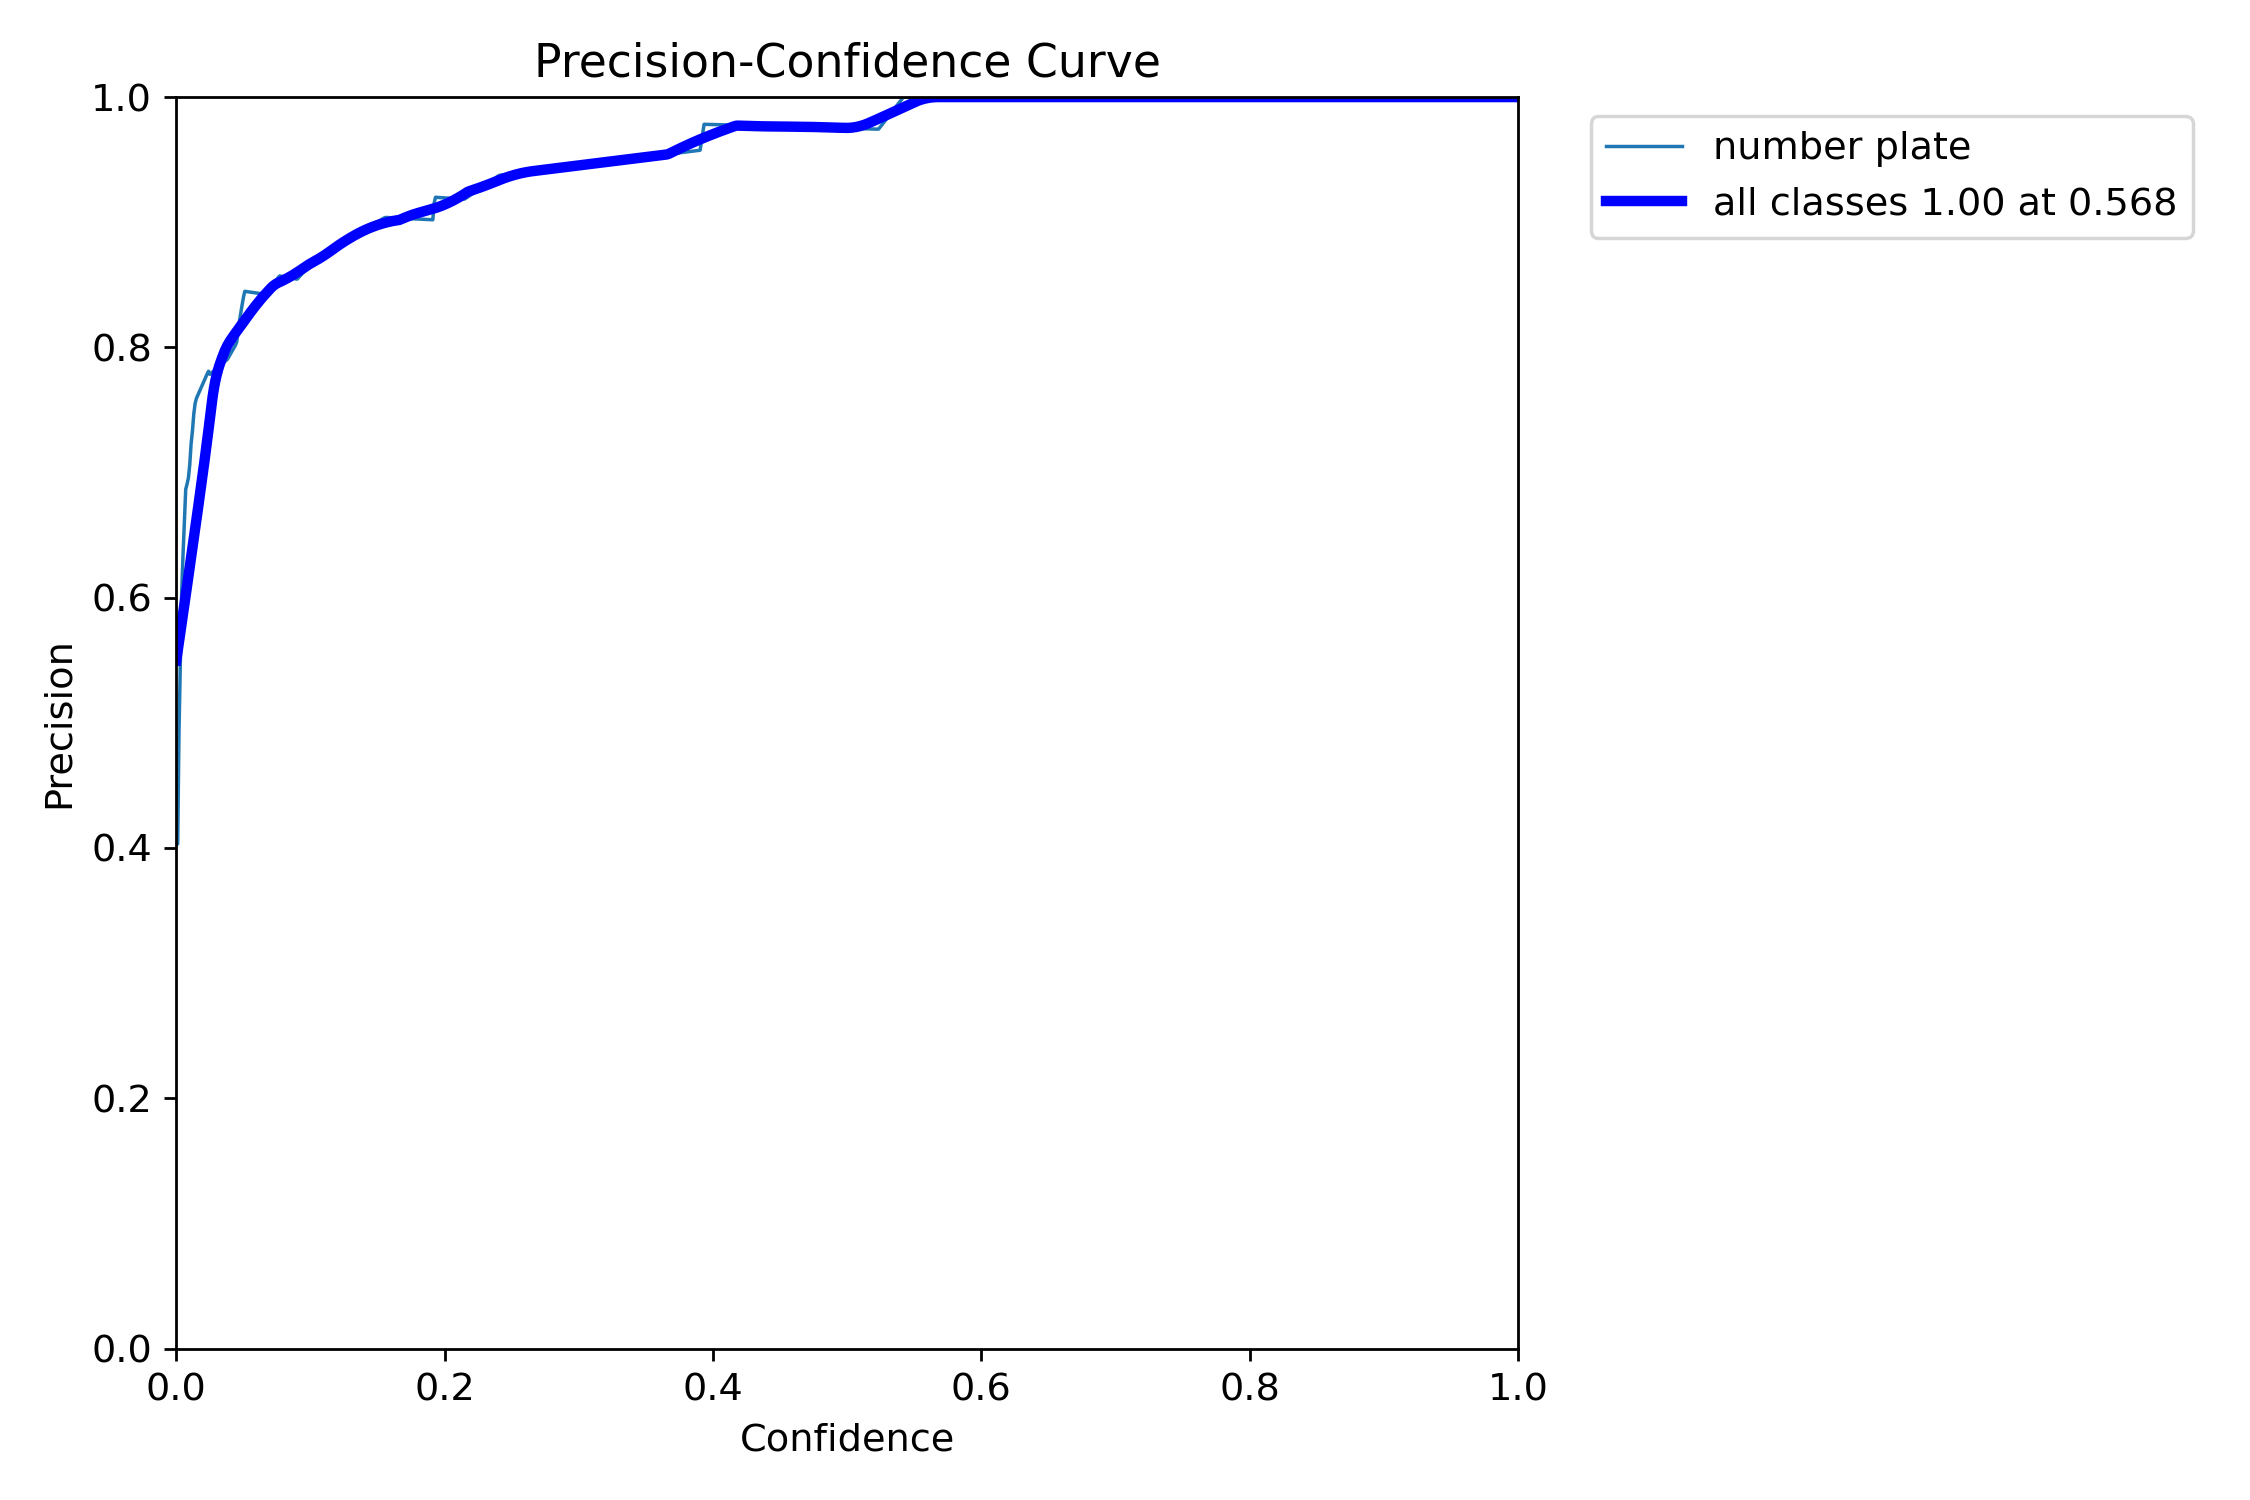 Precision-Confidence Curve
1.0
0.8
0.6
0.4
0.2
0.0
Precision
0.0 0.2 0.4 0.6 0.8 1.0
Confidence
number plate
all classes 1.00 at 0.568